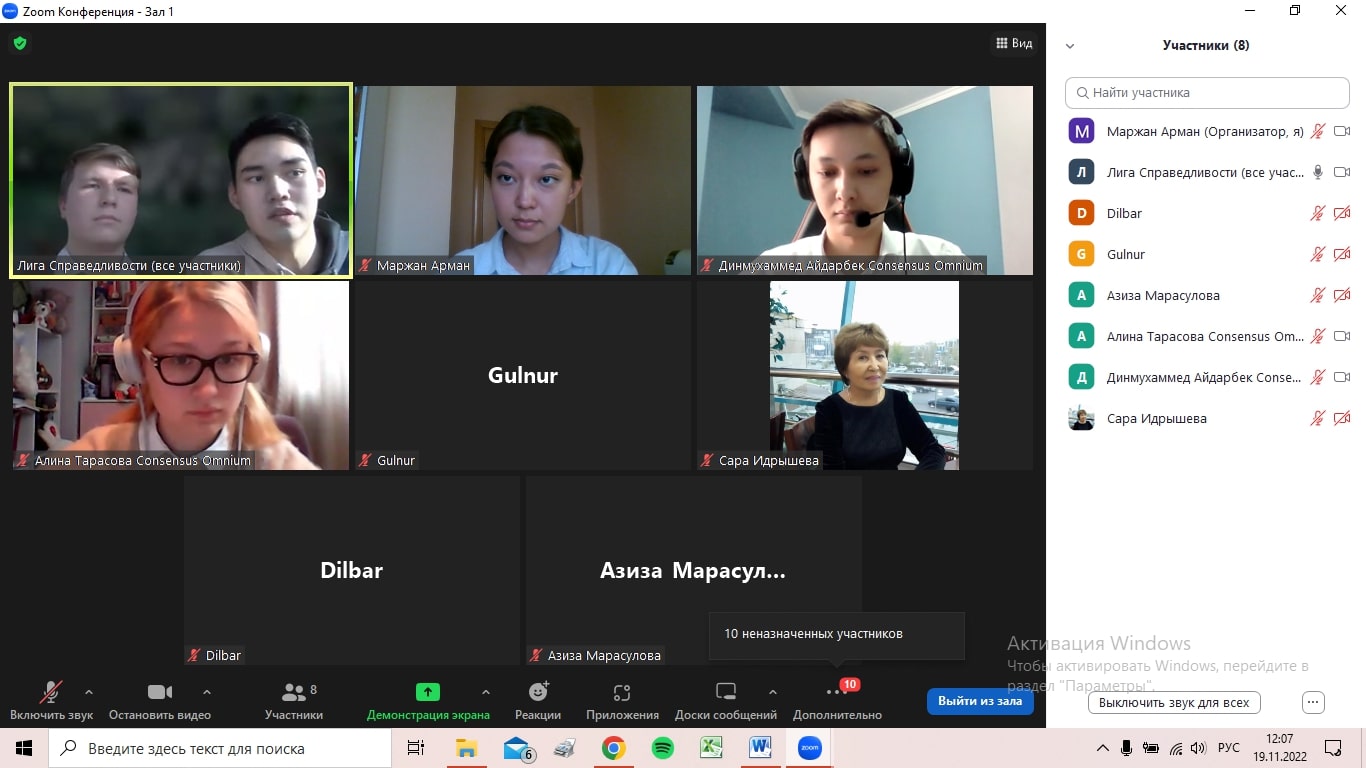 Zoom Конференция - Зал 1
Вид
Лига Справедливости (все участники)
Маржан Арман
Динмухаммед Айдарбек Consensus Omnium
Алина Тарасова Consensus Omnium
Gulnur
Gulnur
Сара Идрышева
Dilbar
Dilbar
Азиза Марасул...
Азиза Марасулова
10 неназначенных участников
Включить звук
Остановить видео
8
Участники
Демонстрация экрана
Реакции
Приложения
Доски сообщений
10
Дополнительно
Выйти из зала
Участники (8)
Найти участника
М Маржан Арман (Организатор, я)
Л Лига Справедливости (все учас...
D Dilbar
G Gulnur
А Азиза Марасулова
А Алина Тарасова Consensus Om...
Д Динмухаммед Айдарбек Conse...
Сара Идрышева
Активация Windows
Чтобы активировать Windows, перейдите в
раздел "Параметры".
Выключить звук для всех
...
Введите здесь текст для поиска
6
zoom
РУС
12:07
19.11.2022